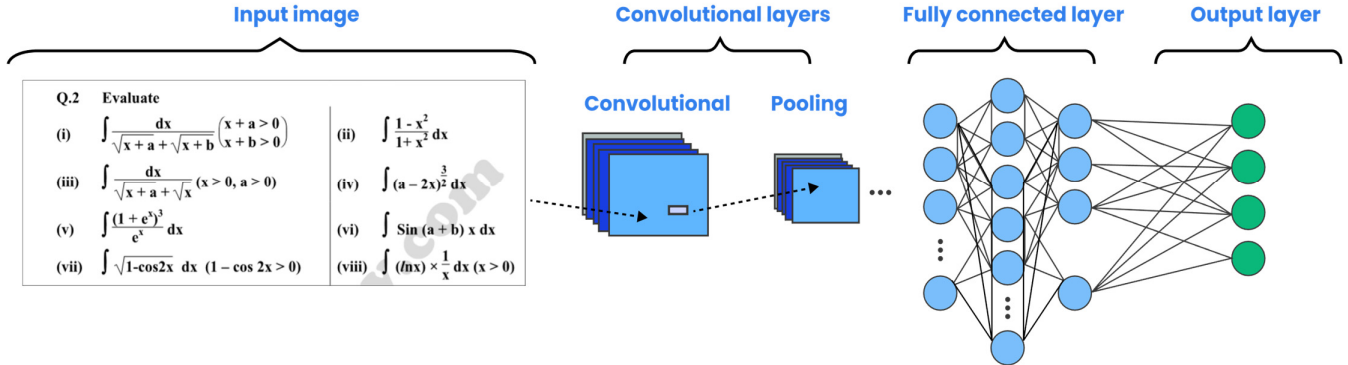 Input image
Convolutional layers
Fully connected layer
Output layer
Convolutional
Pooling
Q.2 Evaluate
(i) ∫ dx/(√(x + a) + √(x + b)) (x + a > 0 x + b > 0)
(ii) ∫ (1 - x²)/(1+ x²) dx
(iii) ∫ dx/(√(x + a) + √x) (x > 0, a > 0)
(iv) ∫ (a – 2x)^(3/2) dx
(v) ∫ (1 + eˣ)³/eˣ dx
(vi) ∫ Sin (a + b) x dx
(vii) ∫ √(1-cos2x) dx (1 – cos 2x > 0)
(viii) ∫ (lnx) × 1/x dx (x > 0)
.com